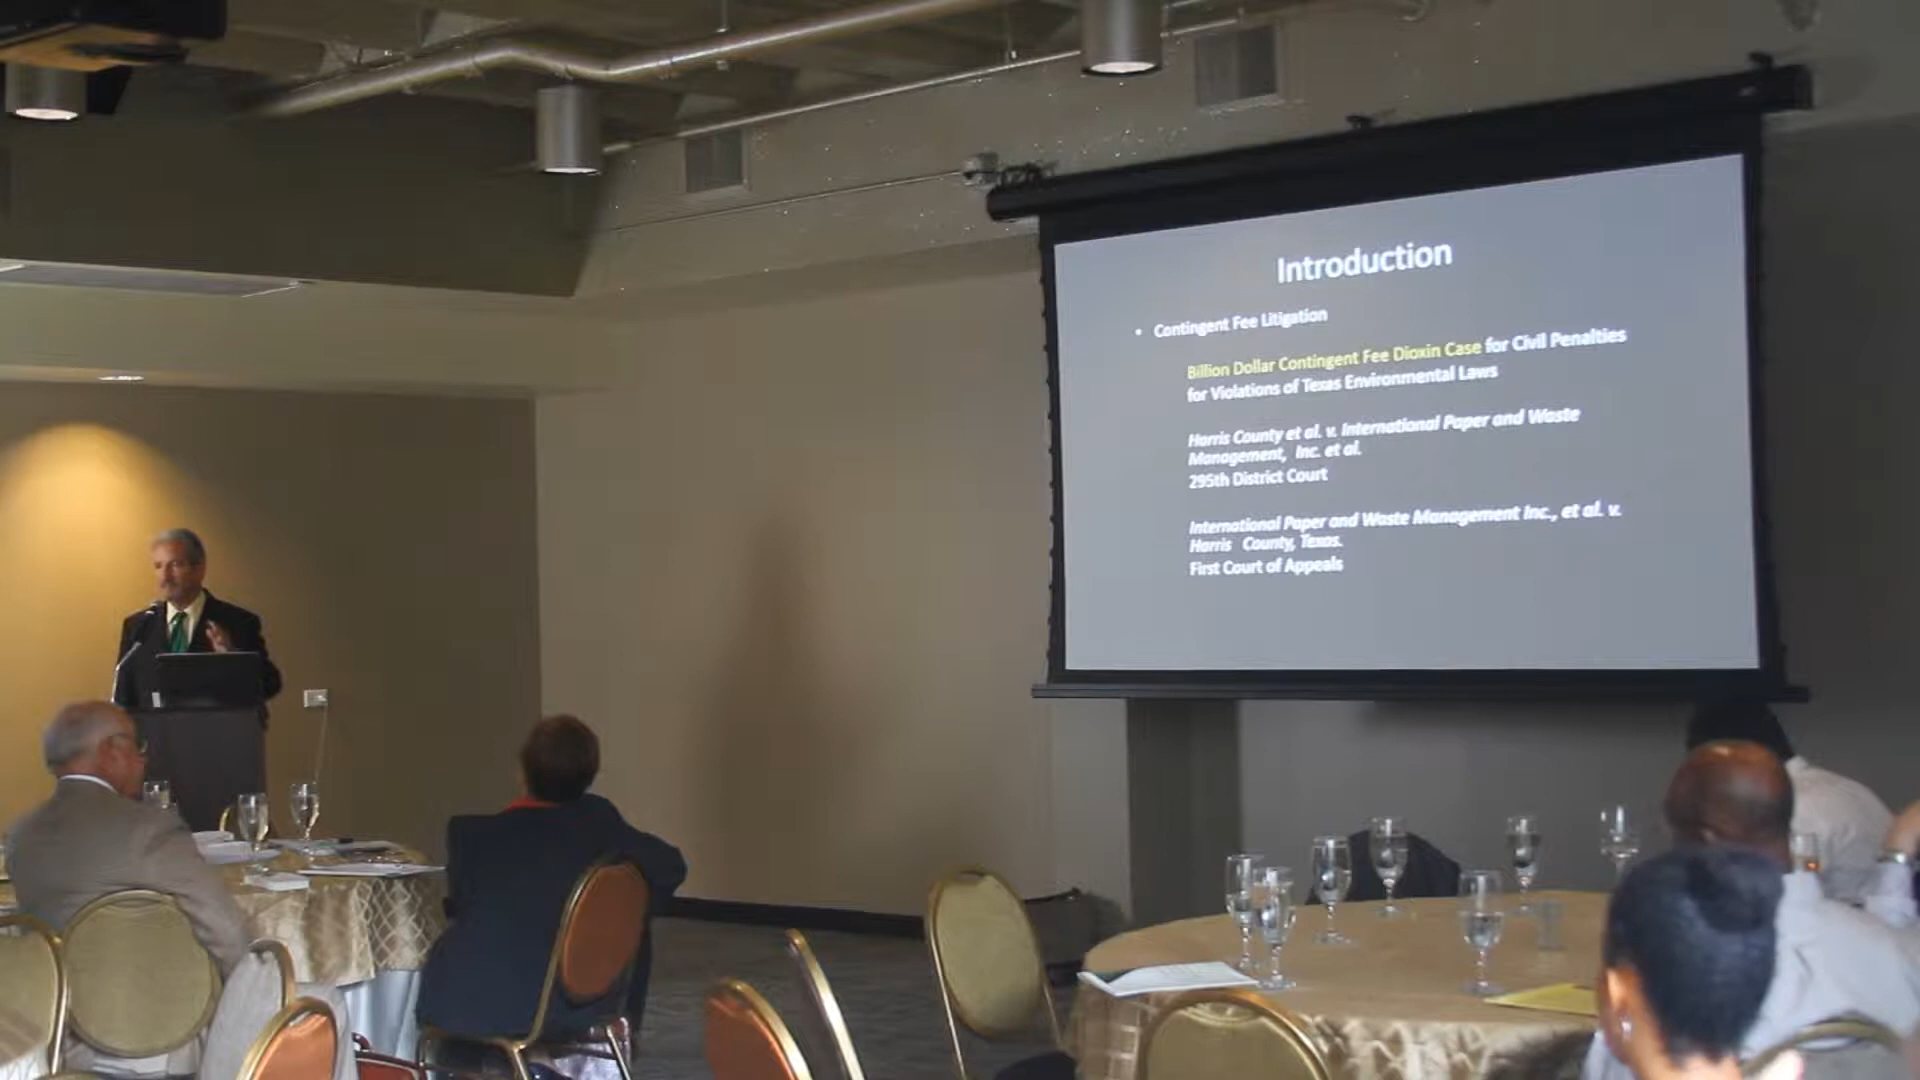 Introduction
• Contingent Fee Litigation
Billion Dollar Contingent Fee Dioxin Case for Civil Penalties
for Violations of Texas Environmental Laws
Harris County et al. v. International Paper and Waste
Management, Inc. et al.
295th District Court
International Paper and Waste Management Inc., et al. v.
Harris County, Texas.
First Court of Appeals